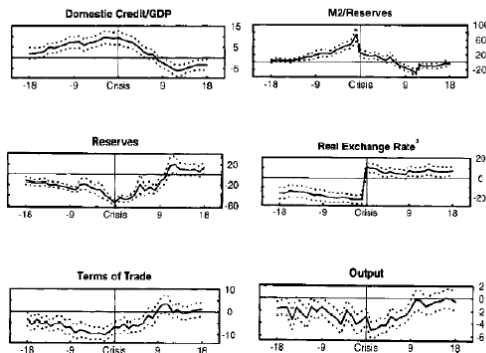 Domestic Credit/GDP
15
5
-5
-18 -9 Crisis 9 18
M2/Reserves
100
60
20
-20
-18 -9 Crisis 9 18
Reserves
20
-20
-60
-18 -9 Crisis 9 18
Real Exchange Rate³
20
0
-20
-18 -9 Crisis 9 18
Terms of Trade
10
0
-10
-18 -9 Crisis 9 18
Output
2
0
-2
-4
-6
-18 -9 Crisis 9 18